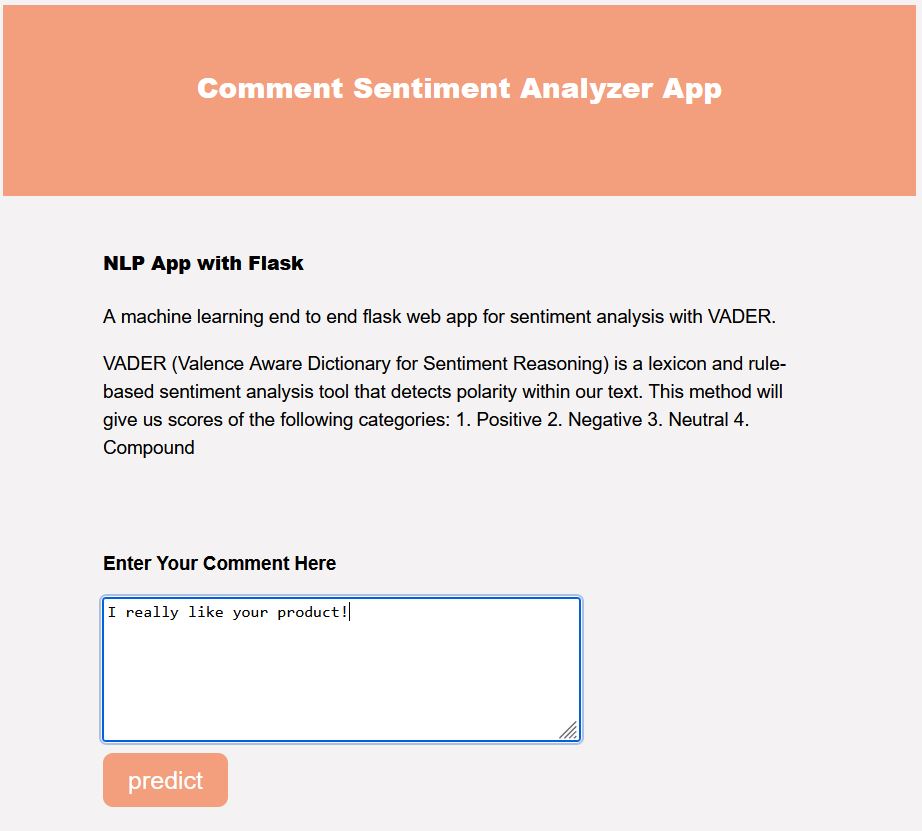 Comment Sentiment Analyzer App
NLP App with Flask
A machine learning end to end flask web app for sentiment analysis with VADER.
VADER (Valence Aware Dictionary for Sentiment Reasoning) is a lexicon and rule-
based sentiment analysis tool that detects polarity within our text. This method will
give us scores of the following categories: 1. Positive 2. Negative 3. Neutral 4.
Compound
Enter Your Comment Here
I really like your product!
predict